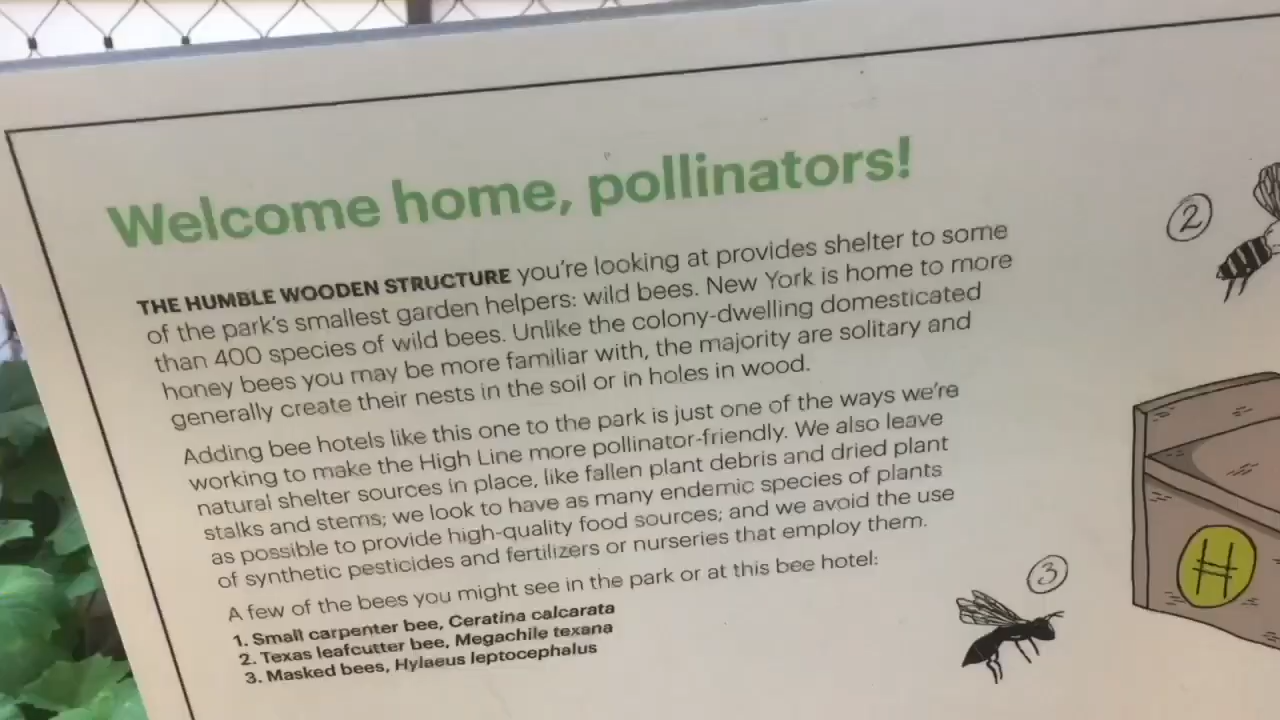 Welcome home, pollinators!
THE HUMBLE WOODEN STRUCTURE you're looking at provides shelter to some
of the park's smallest garden helpers: wild bees. New York is home to more
than 400 species of wild bees. Unlike the colony-dwelling domesticated
honey bees you may be more familiar with, the majority are solitary and
generally create their nests in the soil or in holes in wood.
Adding bee hotels like this one to the park is just one of the ways we're
working to make the High Line more pollinator-friendly. We also leave
natural shelter sources in place, like fallen plant debris and dried plant
stalks and stems; we look to have as many endemic species of plants
as possible to provide high-quality food sources; and we avoid the use
of synthetic pesticides and fertilizers or nurseries that employ them.
A few of the bees you might see in the park or at this bee hotel:
1. Small carpenter bee, Ceratina calcarata
2. Texas leafcutter bee, Megachile texana
3. Masked bees, Hylaeus leptocephalus
2
3
H